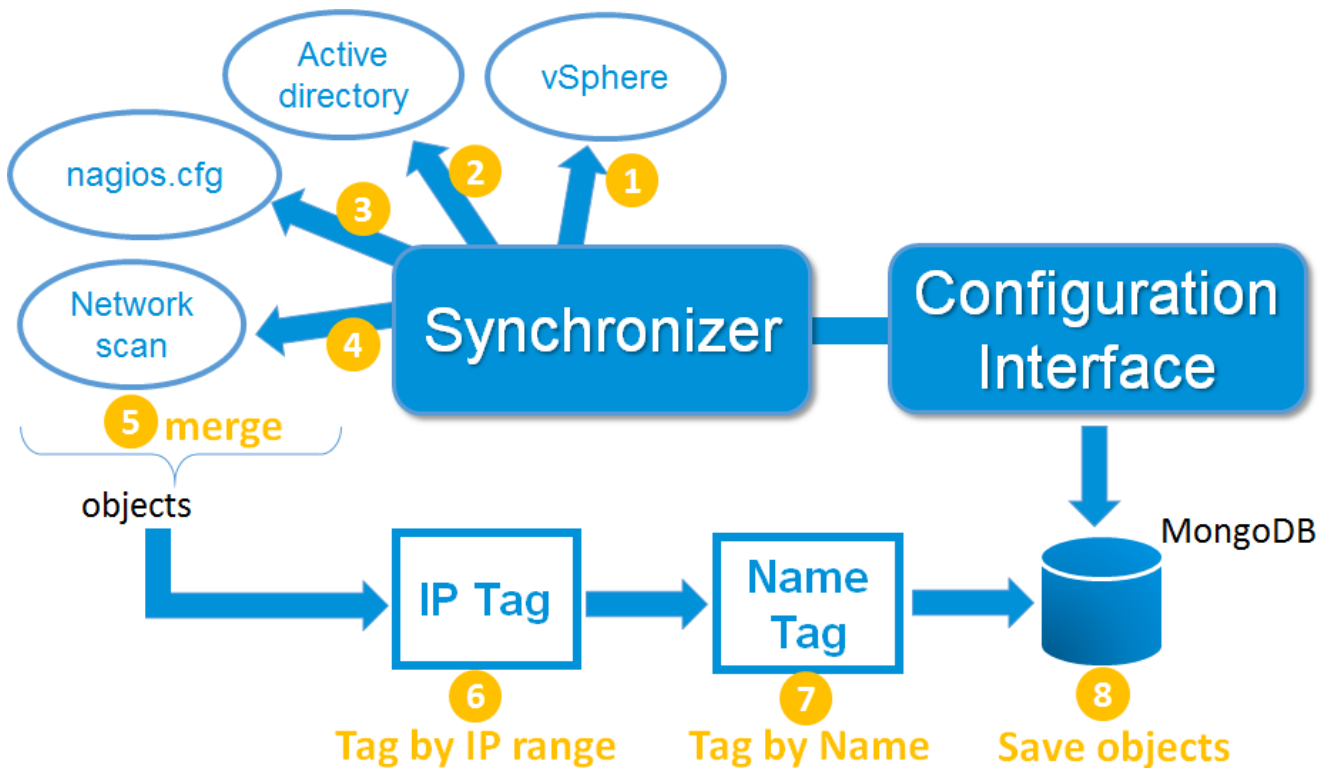 Active
directory
vSphere
nagios.cfg
2
1
3
Network
scan
4
Synchronizer
Configuration
Interface
5 merge
objects
MongoDB
IP Tag
Name
Tag
6
7
8
Tag by IP range
Tag by Name
Save objects